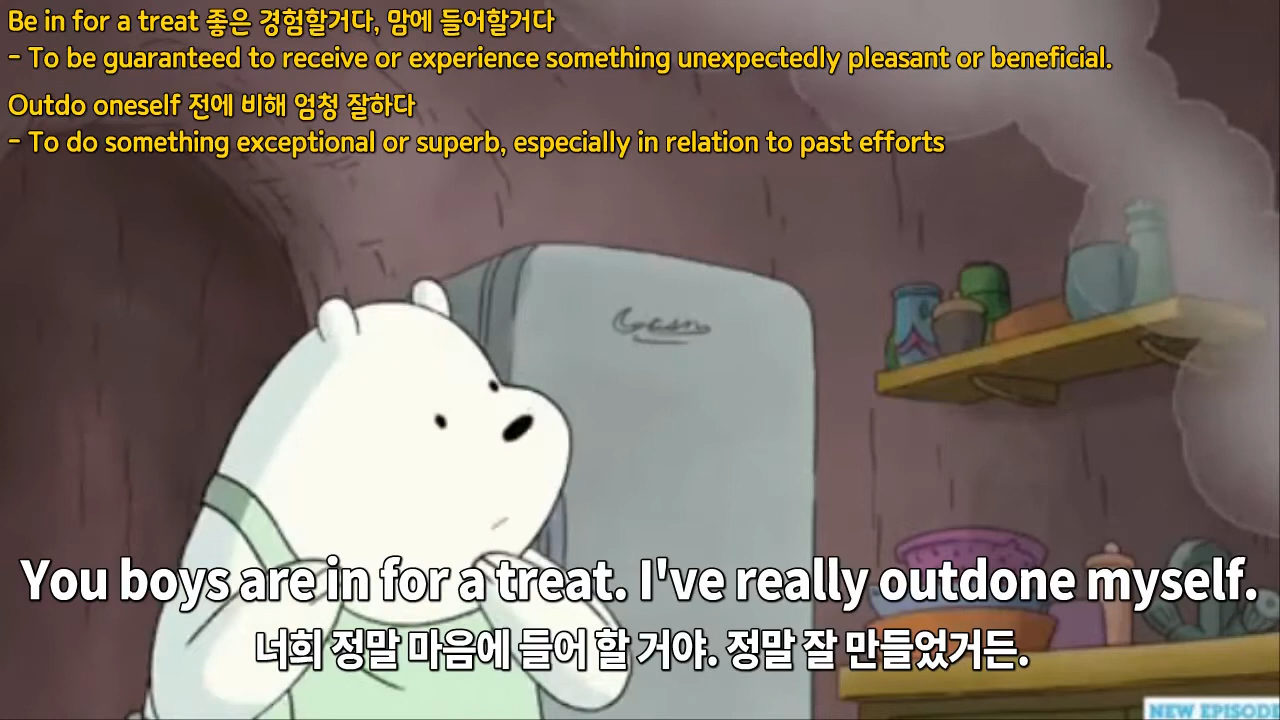 Be in for a treat 좋은 경험할거다, 맘에 들어할거다
- To be guaranteed to receive or experience something unexpectedly pleasant or beneficial.
Outdo oneself 전에 비해 엄청 잘하다
- To do something exceptional or superb, especially in relation to past efforts
You boys are in for a treat. I've really outdone myself.
너희 정말 마음에 들어 할 거야. 정말 잘 만들었거든.
NEW EPISODE